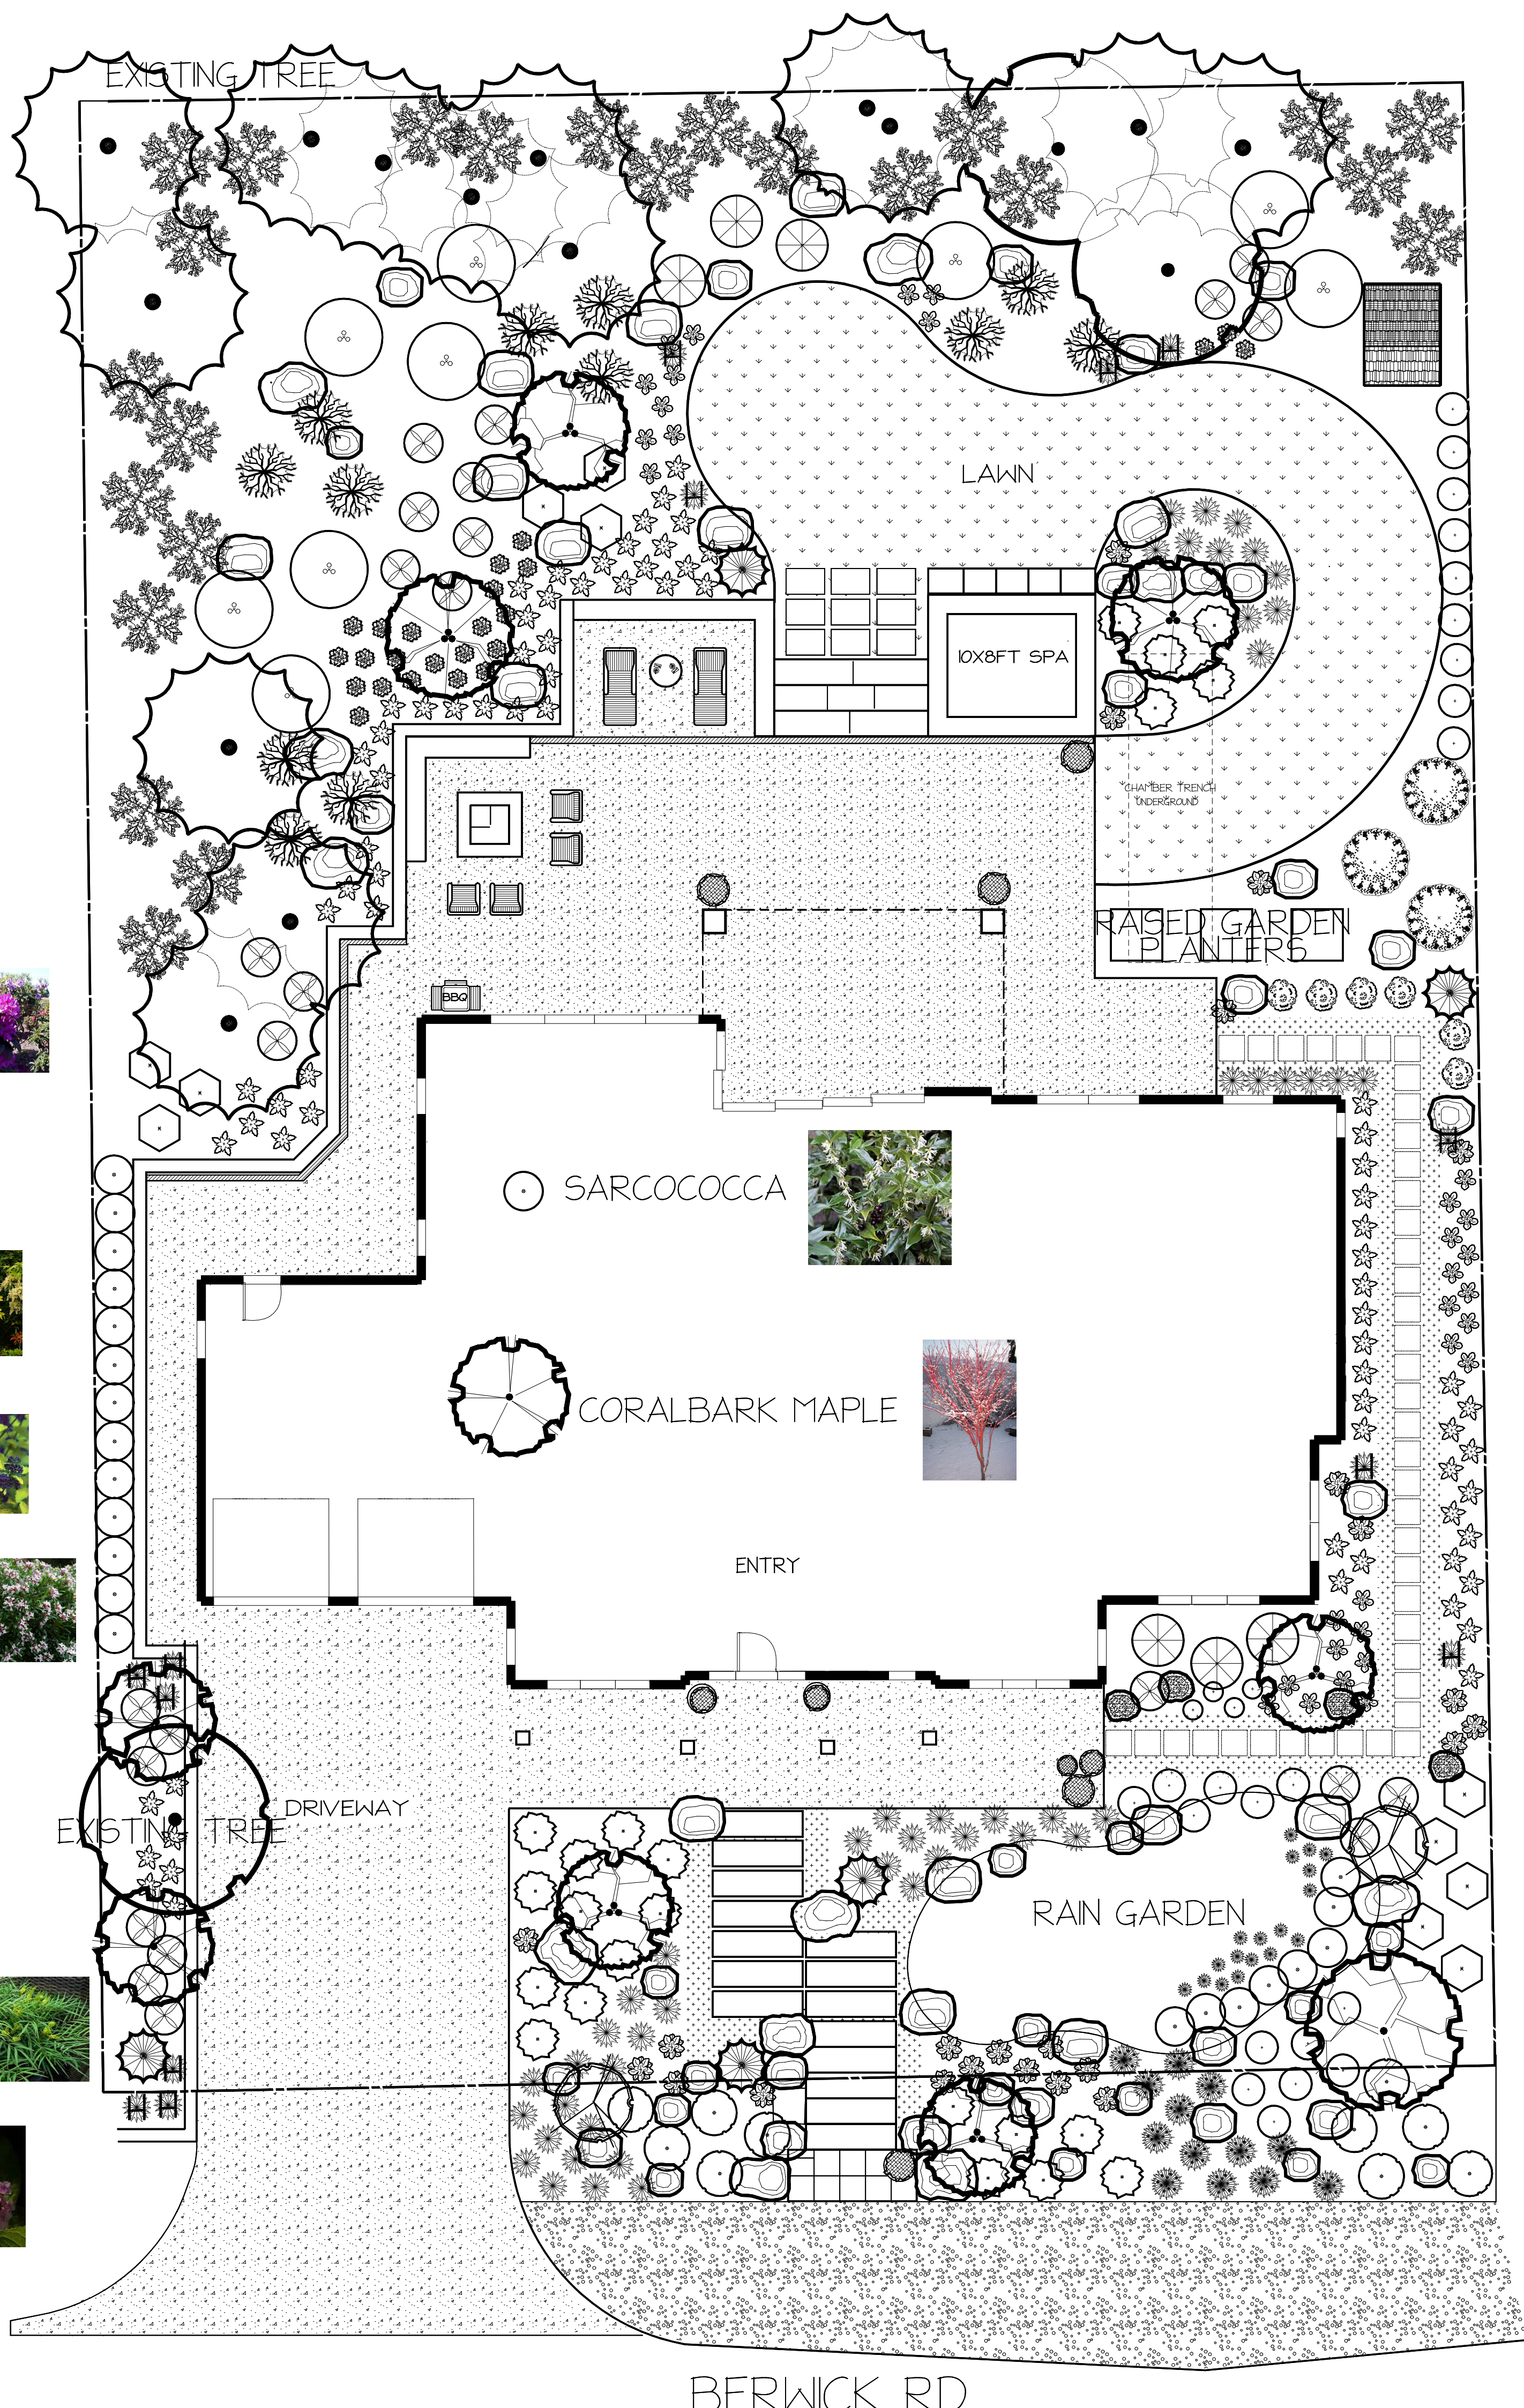 EXISTING TREE
LAWN
10X8FT SPA
CHAMBER TRENCH
UNDERGROUND
RAISED GARDEN
PLANTERS
BBQ
SARCOCOCCA
CORALBARK MAPLE
ENTRY
DRIVEWAY
EXISTING TREE
RAIN GARDEN
BERWICK RD